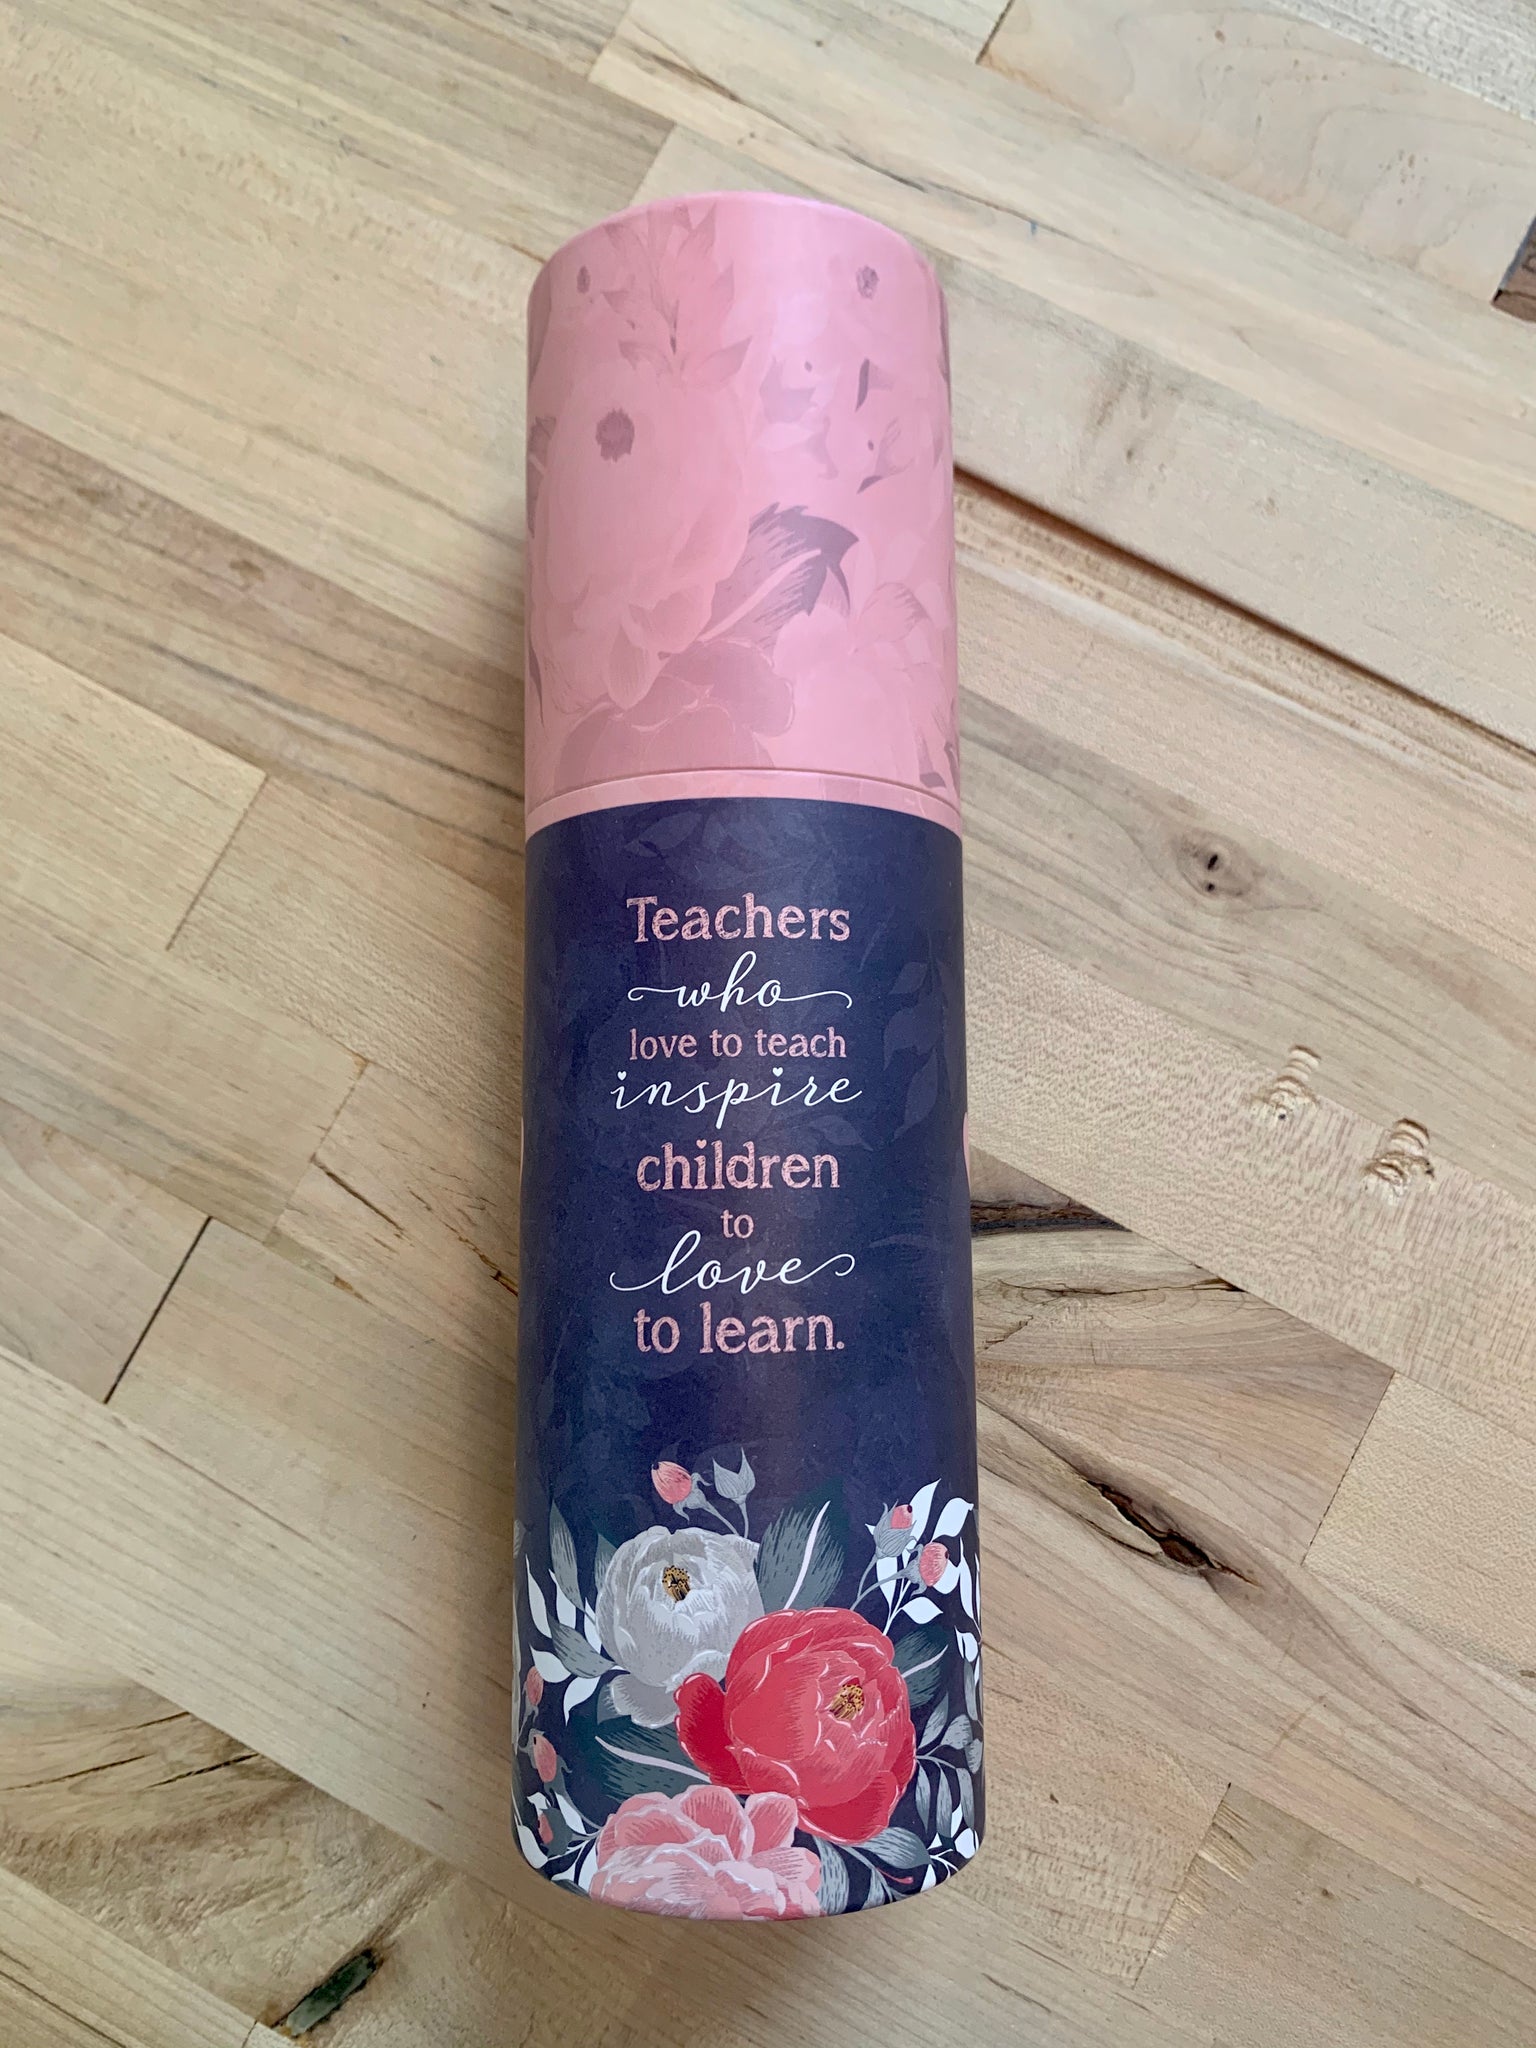 Teachers
who
love to teach
inspire
children
to
love
to learn.